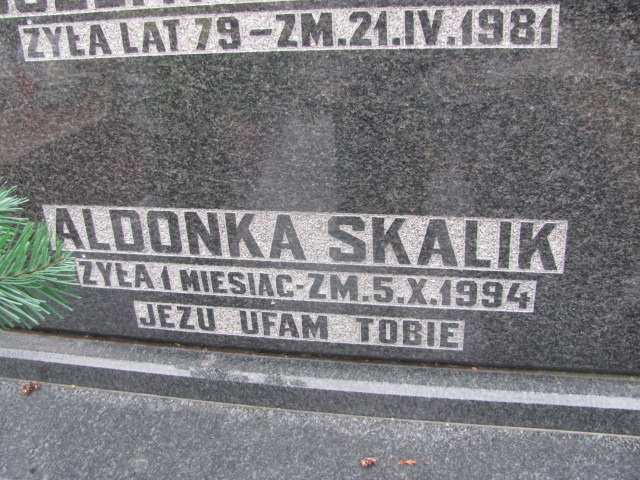 ŻYŁA LAT 79 – ZM. 21. IV. 1981
ALDONKA SKALIK
ŻYŁA 1 MIESIĄC - ZM. 5. X. 1994
JEZU UFAM TOBIE